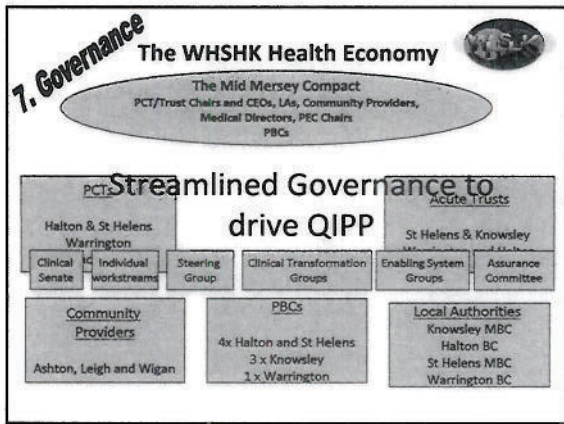 7. Governance
The WHSHK Health Economy
WHSHK
The Mid Mersey Compact
PCT/Trust Chairs and CEOs, LAs, Community Providers,
Medical Directors, PEC Chairs
PBCs
Streamlined Governance to
drive QIPP
PCTs
Halton & St Helens
Warrington
Acute Trusts
St Helens & Knowsley
Warrington and Halton
Clinical
Senate
Individual
workstreams
Steering
Group
Clinical Transformation
Groups
Enabling System
Groups
Assurance
Committee
Community
Providers
Ashton, Leigh and Wigan
PBCs
4x Halton and St Helens
3 x Knowsley
1 x Warrington
Local Authorities
Knowsley MBC
Halton BC
St Helens MBC
Warrington BC